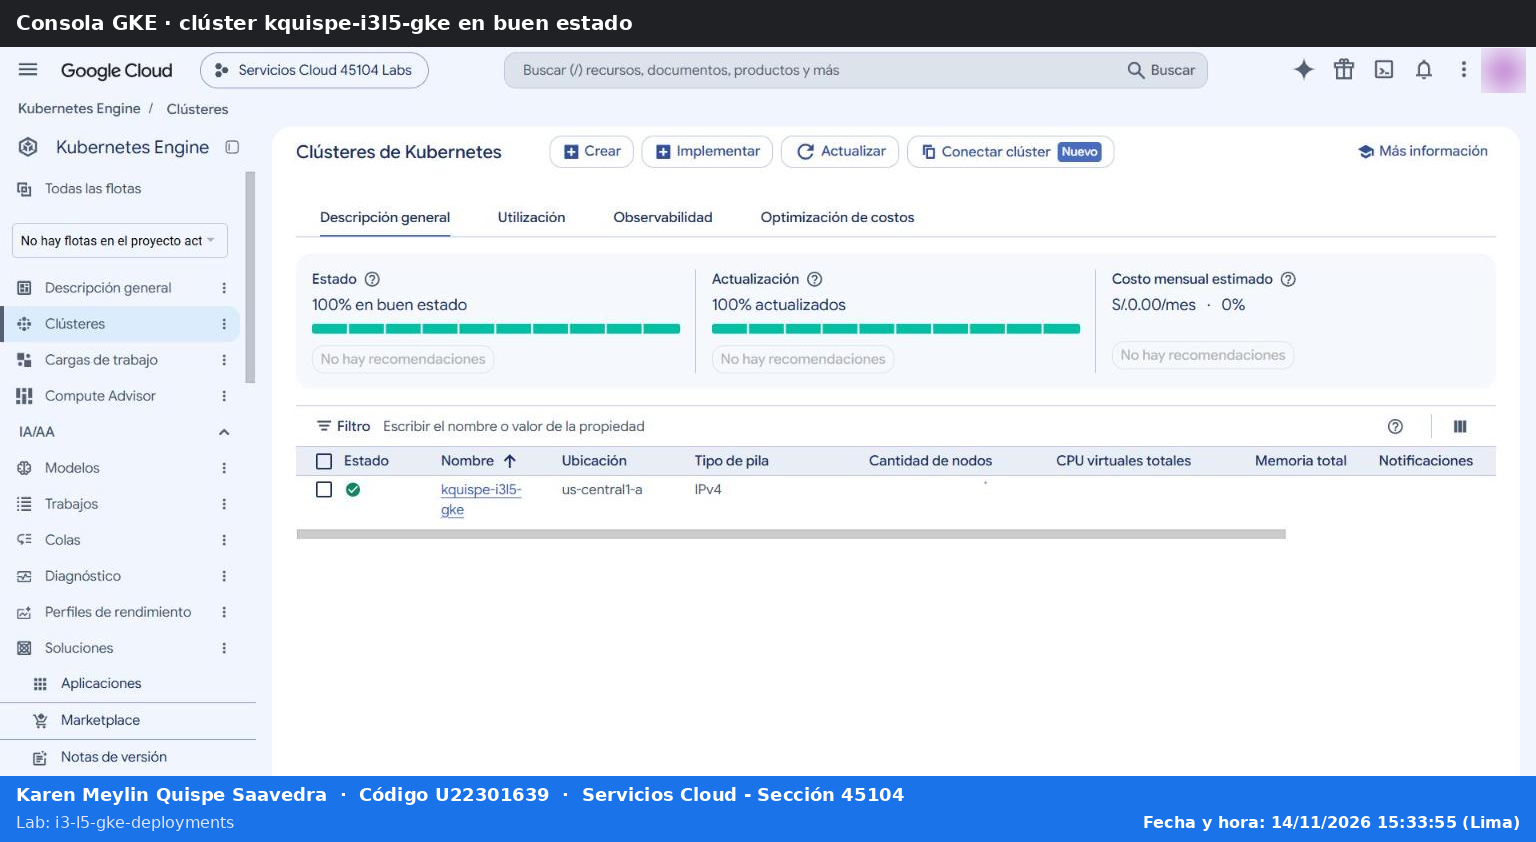 Consola GKE · clúster kquispe-i3l5-gke en buen estado
Google Cloud
Servicios Cloud 45104 Labs
Buscar (/) recursos, documentos, productos y más
Buscar
Kubernetes Engine / Clústeres
Kubernetes Engine
Todas las flotas
No hay flotas en el proyecto act
Descripción general
Clústeres
Cargas de trabajo
Compute Advisor
IA/AA
Modelos
Trabajos
Colas
Diagnóstico
Perfiles de rendimiento
Soluciones
Aplicaciones
Marketplace
Notas de versión
Clústeres de Kubernetes
Crear
Implementar
Actualizar
Conectar clúster Nuevo
Más información
Descripción general
Utilización
Observabilidad
Optimización de costos
Estado
100% en buen estado
No hay recomendaciones
Actualización
100% actualizados
No hay recomendaciones
Costo mensual estimado
S/.0.00/mes · 0%
No hay recomendaciones
Filtro Escribir el nombre o valor de la propiedad
Estado Nombre Ubicación Tipo de pila Cantidad de nodos CPU virtuales totales Memoria total Notificaciones
kquispe-i3l5- us-central1-a IPv4
gke
Karen Meylin Quispe Saavedra · Código U22301639 · Servicios Cloud - Sección 45104
Lab: i3-l5-gke-deployments
Fecha y hora: 14/11/2026 15:33:55 (Lima)